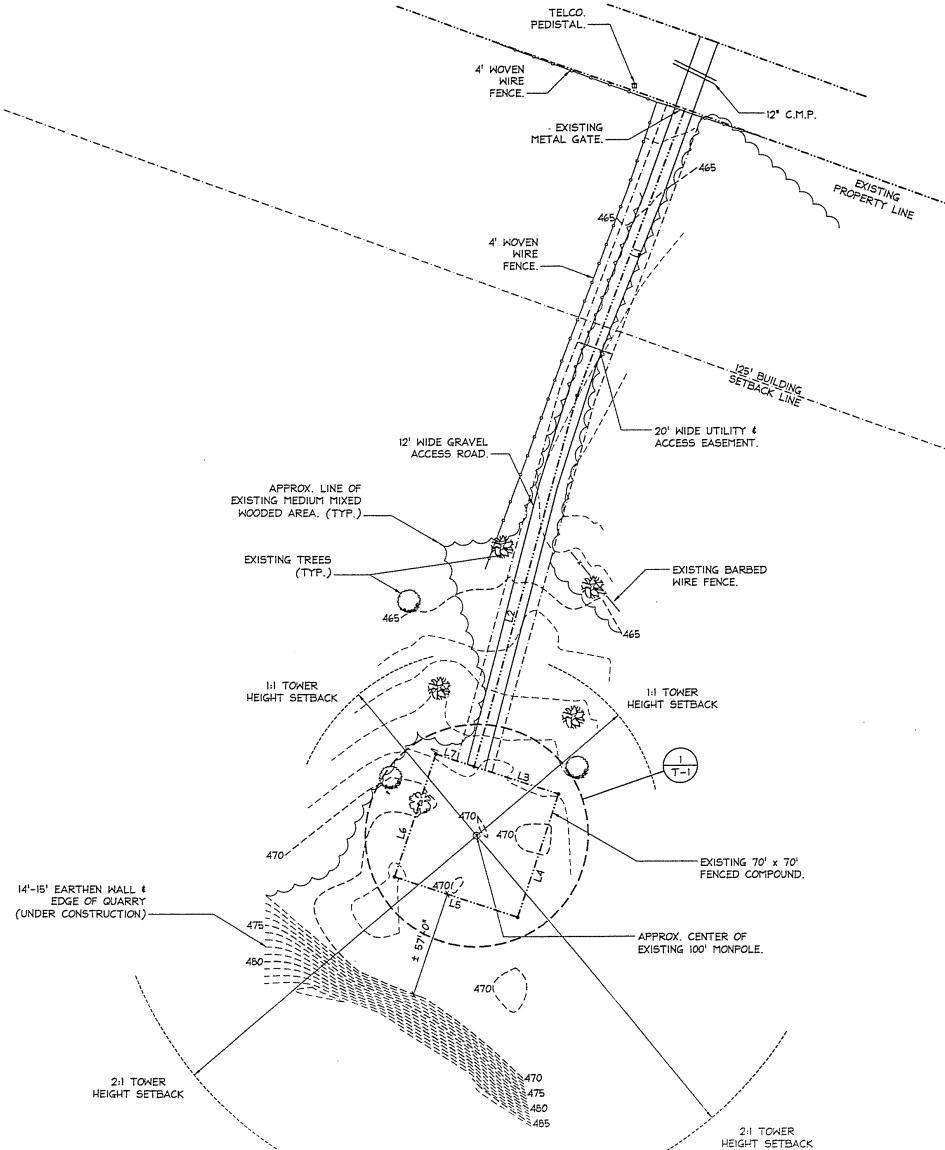 TELCO.
PEDISTAL.
4' WOVEN
WIRE
FENCE.
12" C.M.P.
EXISTING
METAL GATE.
465
EXISTING
PROPERTY LINE
465
4' WOVEN
WIRE
FENCE.
125' BUILDING
SETBACK LINE
20' WIDE UTILITY &
ACCESS EASEMENT.
12' WIDE GRAVEL
ACCESS ROAD.
APPROX. LINE OF
EXISTING MEDIUM MIXED
WOODED AREA. (TYP.)
EXISTING TREES
(TYP.)
EXISTING BARBED
WIRE FENCE.
465
L2
465
1:1 TOWER
HEIGHT SETBACK
1:1 TOWER
HEIGHT SETBACK
1
T-1
L7
L3
470
470
L6
470
EXISTING 70' x 70'
FENCED COMPOUND.
L4
470
L5
14'-15' EARTHEN WALL &
EDGE OF QUARRY
(UNDER CONSTRUCTION)
475
480
± 57'-0"
APPROX. CENTER OF
EXISTING 100' MONPOLE.
470
2:1 TOWER
HEIGHT SETBACK
470
475
480
485
2:1 TOWER
HEIGHT SETBACK